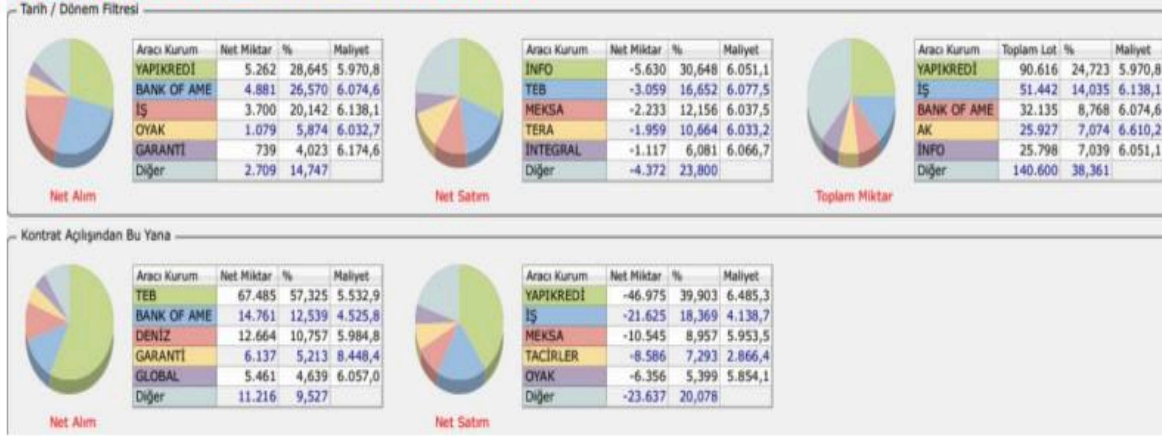 Tarih / Dönem Filtresi
Aracı Kurum Net Miktar % Maliyet
YAPIKREDİ 5.262 28,645 5.970,8
BANK OF AME 4.881 26,570 6.074,6
İŞ 3.700 20,142 6.138,1
OYAK 1.079 5,874 6.032,7
GARANTİ 739 4,023 6.174,6
Diğer 2.709 14,747
Net Alım
Aracı Kurum Net Miktar % Maliyet
İNFO -5.630 30,648 6.051,1
TEB -3.059 16,652 6.077,5
MEKSA -2.233 12,156 6.037,5
TERA -1.959 10,664 6.033,2
İNTEGRAL -1.117 6,081 6.066,7
Diğer -4.372 23,800
Net Satım
Aracı Kurum Toplam Lot % Maliyet
YAPIKREDİ 90.616 24,723 5.970,8
İŞ 51.442 14,035 6.138,1
BANK OF AME 32.135 8,768 6.074,6
AK 25.927 7,074 6.610,2
İNFO 25.798 7,039 6.051,1
Diğer 140.600 38,361
Toplam Miktar
Kontrat Açılışından Bu Yana
Aracı Kurum Net Miktar % Maliyet
TEB 67.485 57,325 5.532,9
BANK OF AME 14.761 12,539 4.525,8
DENİZ 12.664 10,757 5.984,8
GARANTİ 6.137 5,213 8.448,4
GLOBAL 5.461 4,639 6.057,0
Diğer 11.216 9,527
Net Alım
Aracı Kurum Net Miktar % Maliyet
YAPIKREDİ -46.975 39,903 6.485,3
İŞ -21.625 18,369 4.138,7
MEKSA -10.545 8,957 5.953,5
TACİRLER -8.586 7,293 2.866,4
OYAK -6.356 5,399 5.854,1
Diğer -23.637 20,078
Net Satım